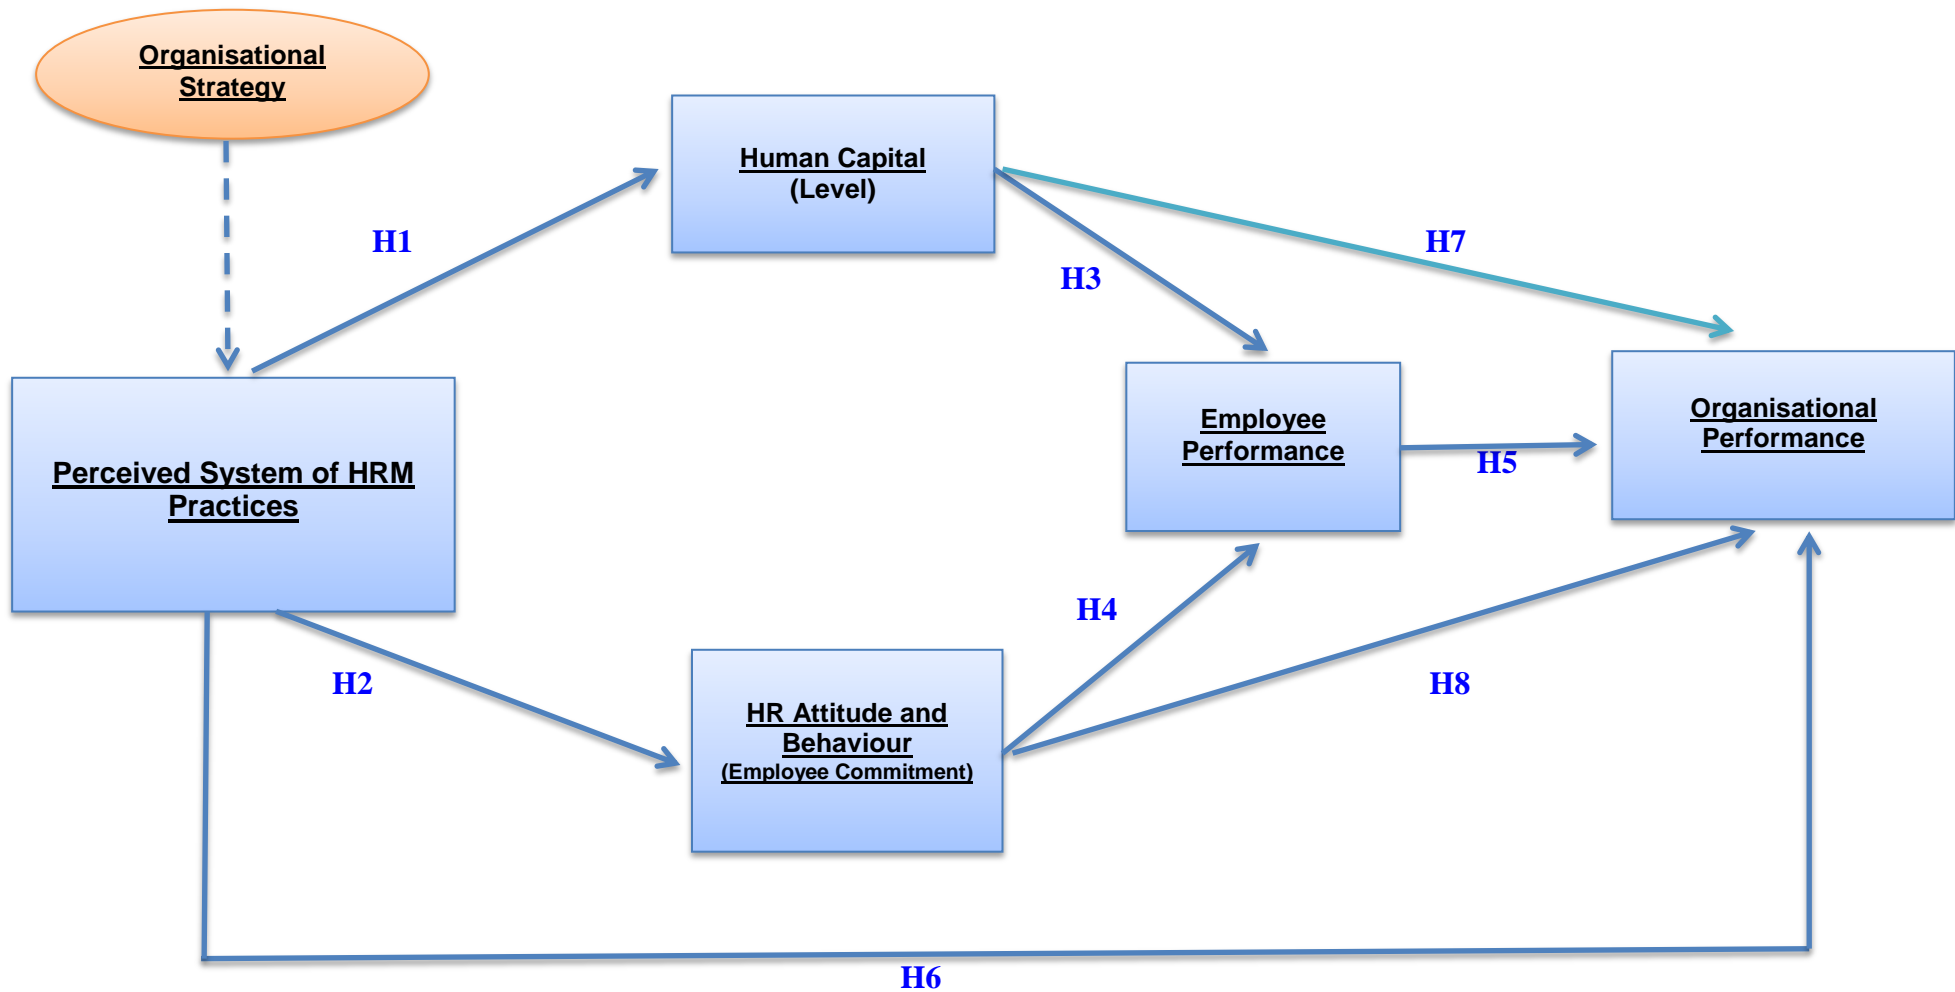 Organisational
Strategy
Human Capital
(Level)
H1
H7
H3
Employee
Performance
Organisational
Performance
H5
Perceived System of HRM
Practices
H4
H2
H8
HR Attitude and
Behaviour
(Employee Commitment)
H6